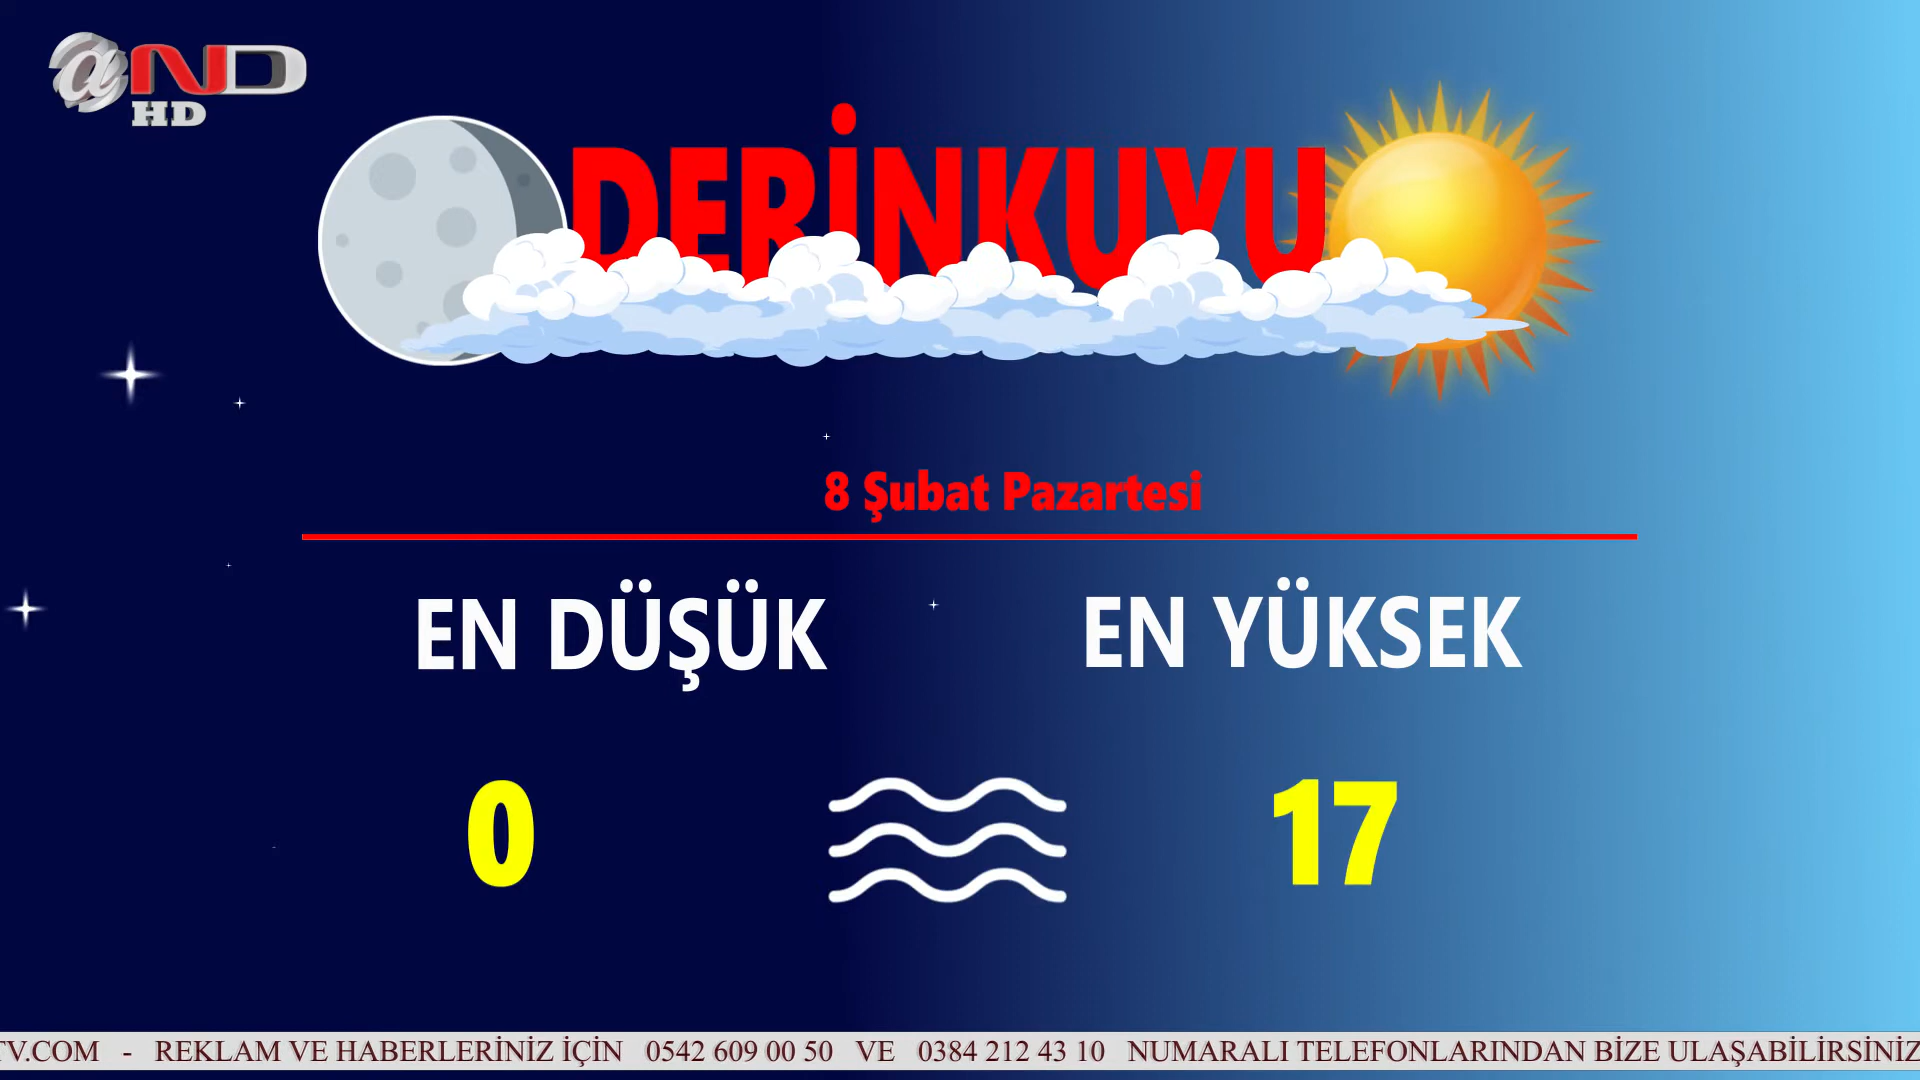 @ND
HD
DERİNKUYU
8 Şubat Pazartesi
EN DÜŞÜK
EN YÜKSEK
0
17
TV.COM - REKLAM VE HABERLERİNİZ İÇİN 0542 609 00 50 VE 0384 212 43 10 NUMARALI TELEFONLARINDAN BİZE ULAŞABİLİRSİNİZ